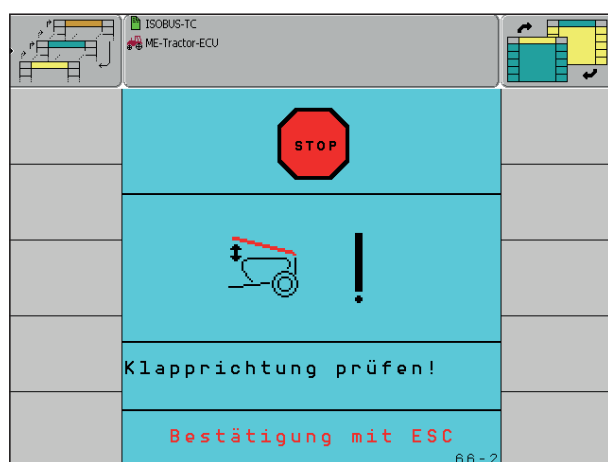 ISOBUS-TC
ME-Tractor-ECU
STOP
Klapprichtung prüfen!
Bestätigung mit ESC
66-2